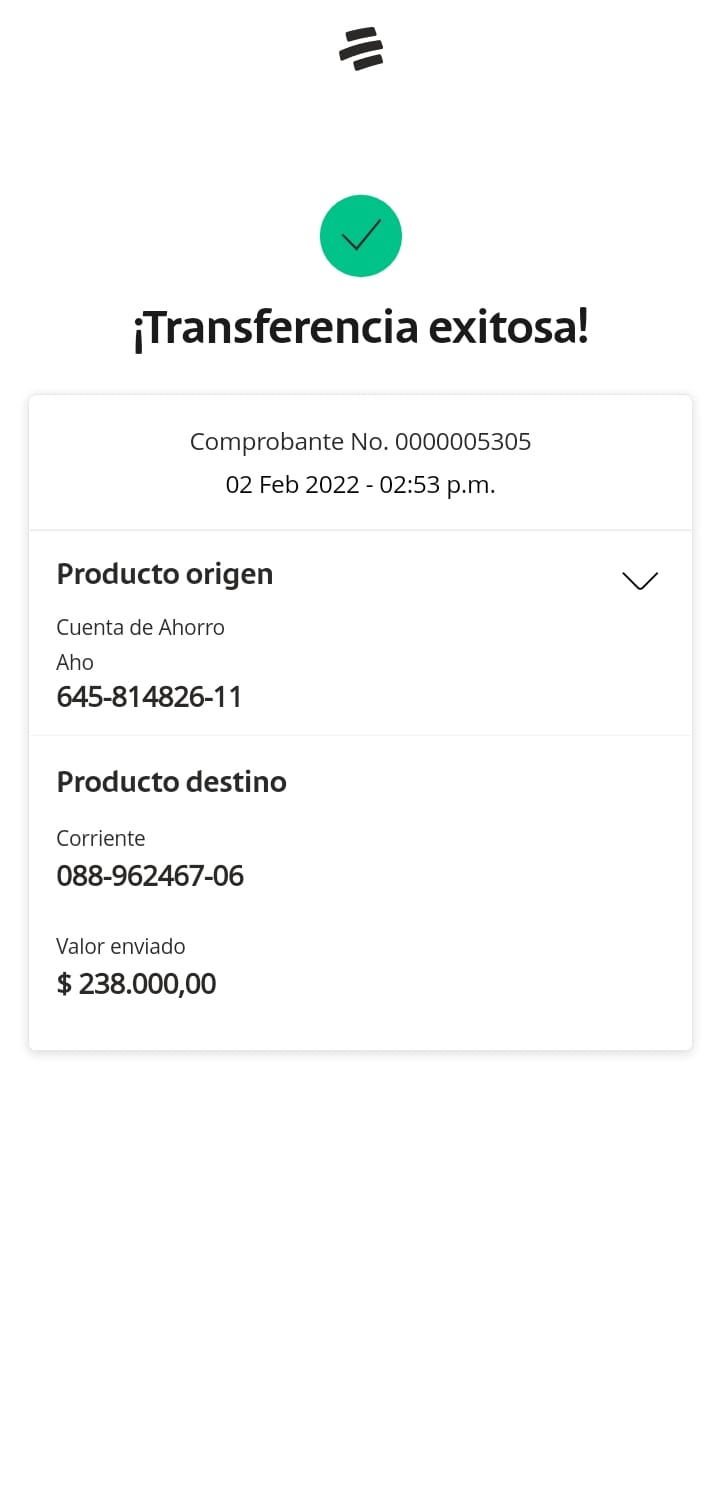 ¡Transferencia exitosa!
Comprobante No. 0000005305
02 Feb 2022 - 02:53 p.m.
Producto origen
Cuenta de Ahorro
Aho
645-814826-11
Producto destino
Corriente
088-962467-06
Valor enviado
$ 238.000,00